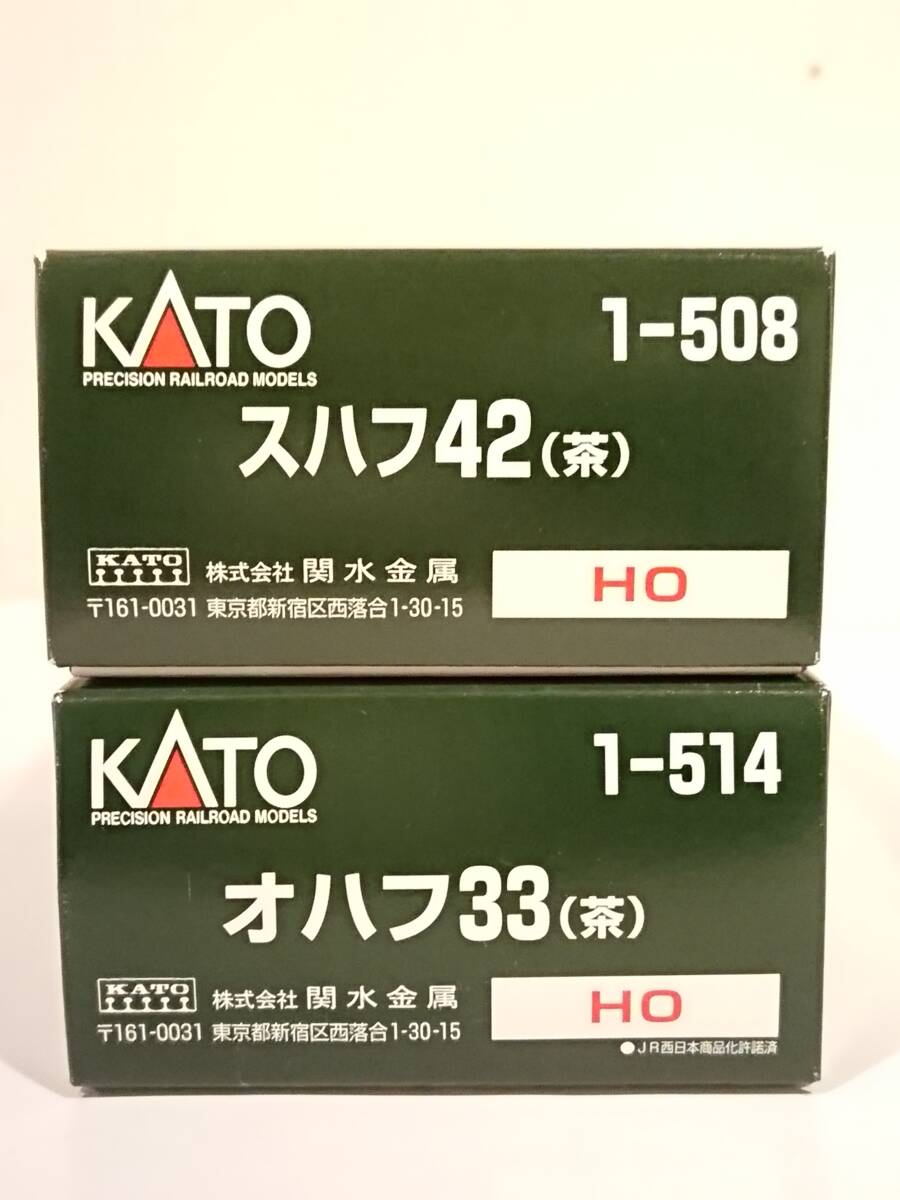 KATO 1-508
PRECISION RAILROAD MODELS
スハフ42(茶)
KATO 株式会社 関水金属 HO
〒161-0031 東京都新宿区西落合1-30-15
KATO 1-514
PRECISION RAILROAD MODELS
オハフ33(茶)
KATO 株式会社 関水金属 HO
〒161-0031 東京都新宿区西落合1-30-15
●JR西日本商品化許諾済